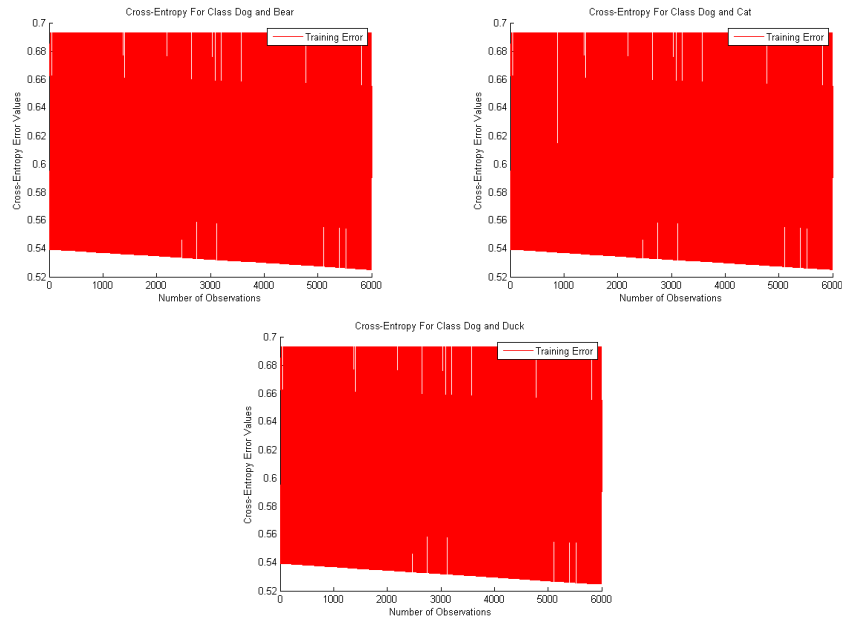 Cross-Entropy For Class Dog and Bear
0.7
0.68
0.66
0.64
0.62
0.6
0.58
0.56
0.54
0.52
Cross-Entropy Error Values
Training Error
0 1000 2000 3000 4000 5000 6000
Number of Observations
Cross-Entropy For Class Dog and Cat
0.7
0.68
0.66
0.64
0.62
0.6
0.58
0.56
0.54
0.52
Cross-Entropy Error Values
Training Error
0 1000 2000 3000 4000 5000 6000
Number of Observations
Cross-Entropy For Class Dog and Duck
0.7
0.68
0.66
0.64
0.62
0.6
0.58
0.56
0.54
0.52
Cross-Entropy Error Values
Training Error
0 1000 2000 3000 4000 5000 6000
Number of Observations